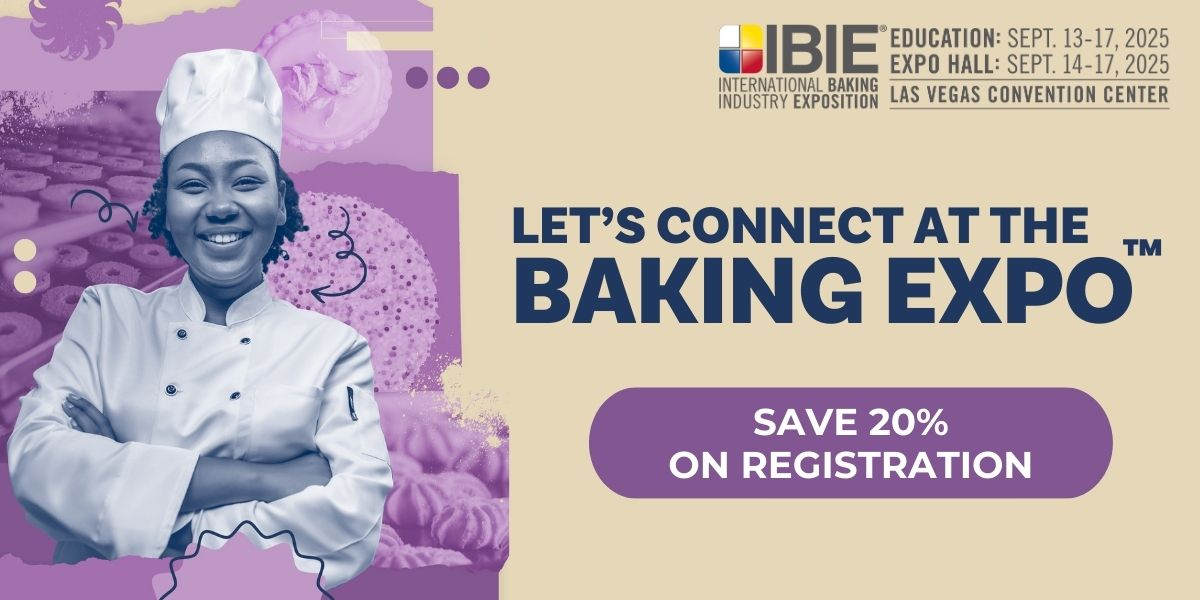 IBIE®
INTERNATIONAL BAKING
INDUSTRY EXPOSITION
EDUCATION: SEPT. 13-17, 2025
EXPO HALL: SEPT. 14-17, 2025
LAS VEGAS CONVENTION CENTER
LET'S CONNECT AT THE
BAKING EXPO™
SAVE 20%
ON REGISTRATION